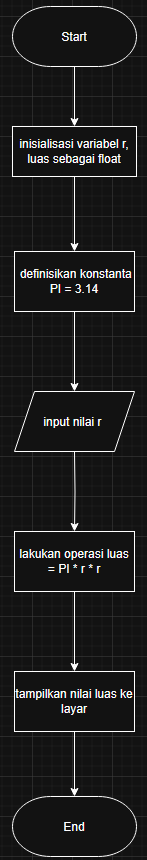 Start
inisialisasi variabel r,
luas sebagai float
definisikan konstanta
PI = 3.14
input nilai r
lakukan operasi luas
= PI * r * r
tampilkan nilai luas ke
layar
End